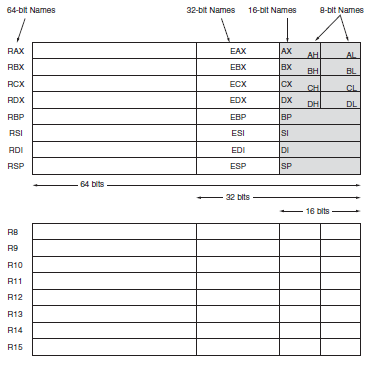 64-bit Names 32-bit Names 16-bit Names 8-bit Names
RAX EAX AX AH AL
RBX EBX BX BH BL
RCX ECX CX CH CL
RDX EDX DX DH DL
RBP EBP BP
RSI ESI SI
RDI EDI DI
RSP ESP SP
64 bits
32 bits
16 bits
R8
R9
R10
R11
R12
R13
R14
R15